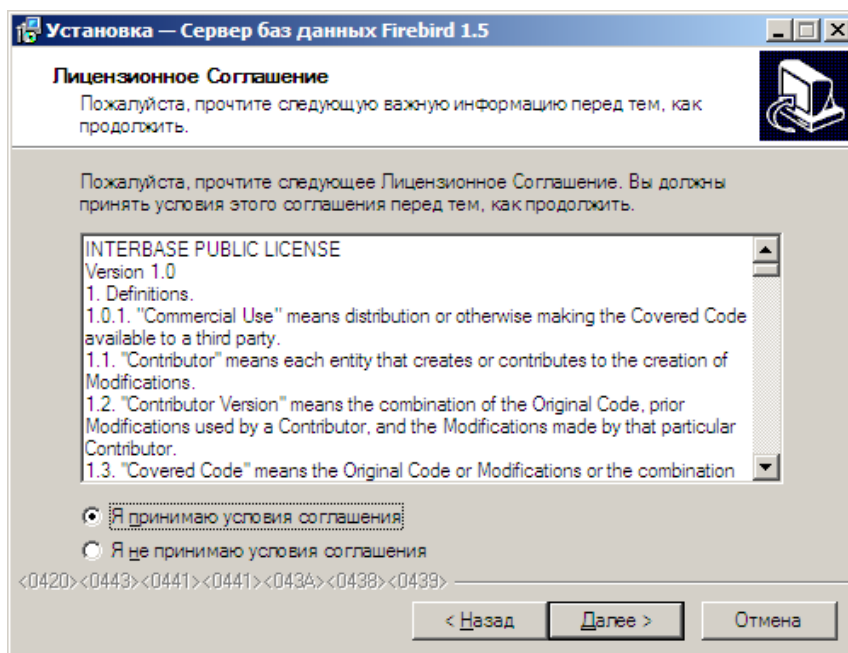 Установка — Сервер баз данных Firebird 1.5
Лицензионное Соглашение
Пожалуйста, прочтите следующую важную информацию перед тем, как
продолжить.
Пожалуйста, прочтите следующее Лицензионное Соглашение. Вы должны
принять условия этого соглашения перед тем, как продолжить.
INTERBASE PUBLIC LICENSE
Version 1.0
1. Definitions.
1.0.1. "Commercial Use" means distribution or otherwise making the Covered Code
available to a third party.
1.1. "Contributor" means each entity that creates or contributes to the creation of
Modifications.
1.2. "Contributor Version" means the combination of the Original Code, prior
Modifications used by a Contributor, and the Modifications made by that particular
Contributor.
1.3. "Covered Code" means the Original Code or Modifications or the combination
Я принимаю условия соглашения
Я не принимаю условия соглашения
<0420><0443><0441><0441><043A><0438><0439>
< Назад
Далее >
Отмена